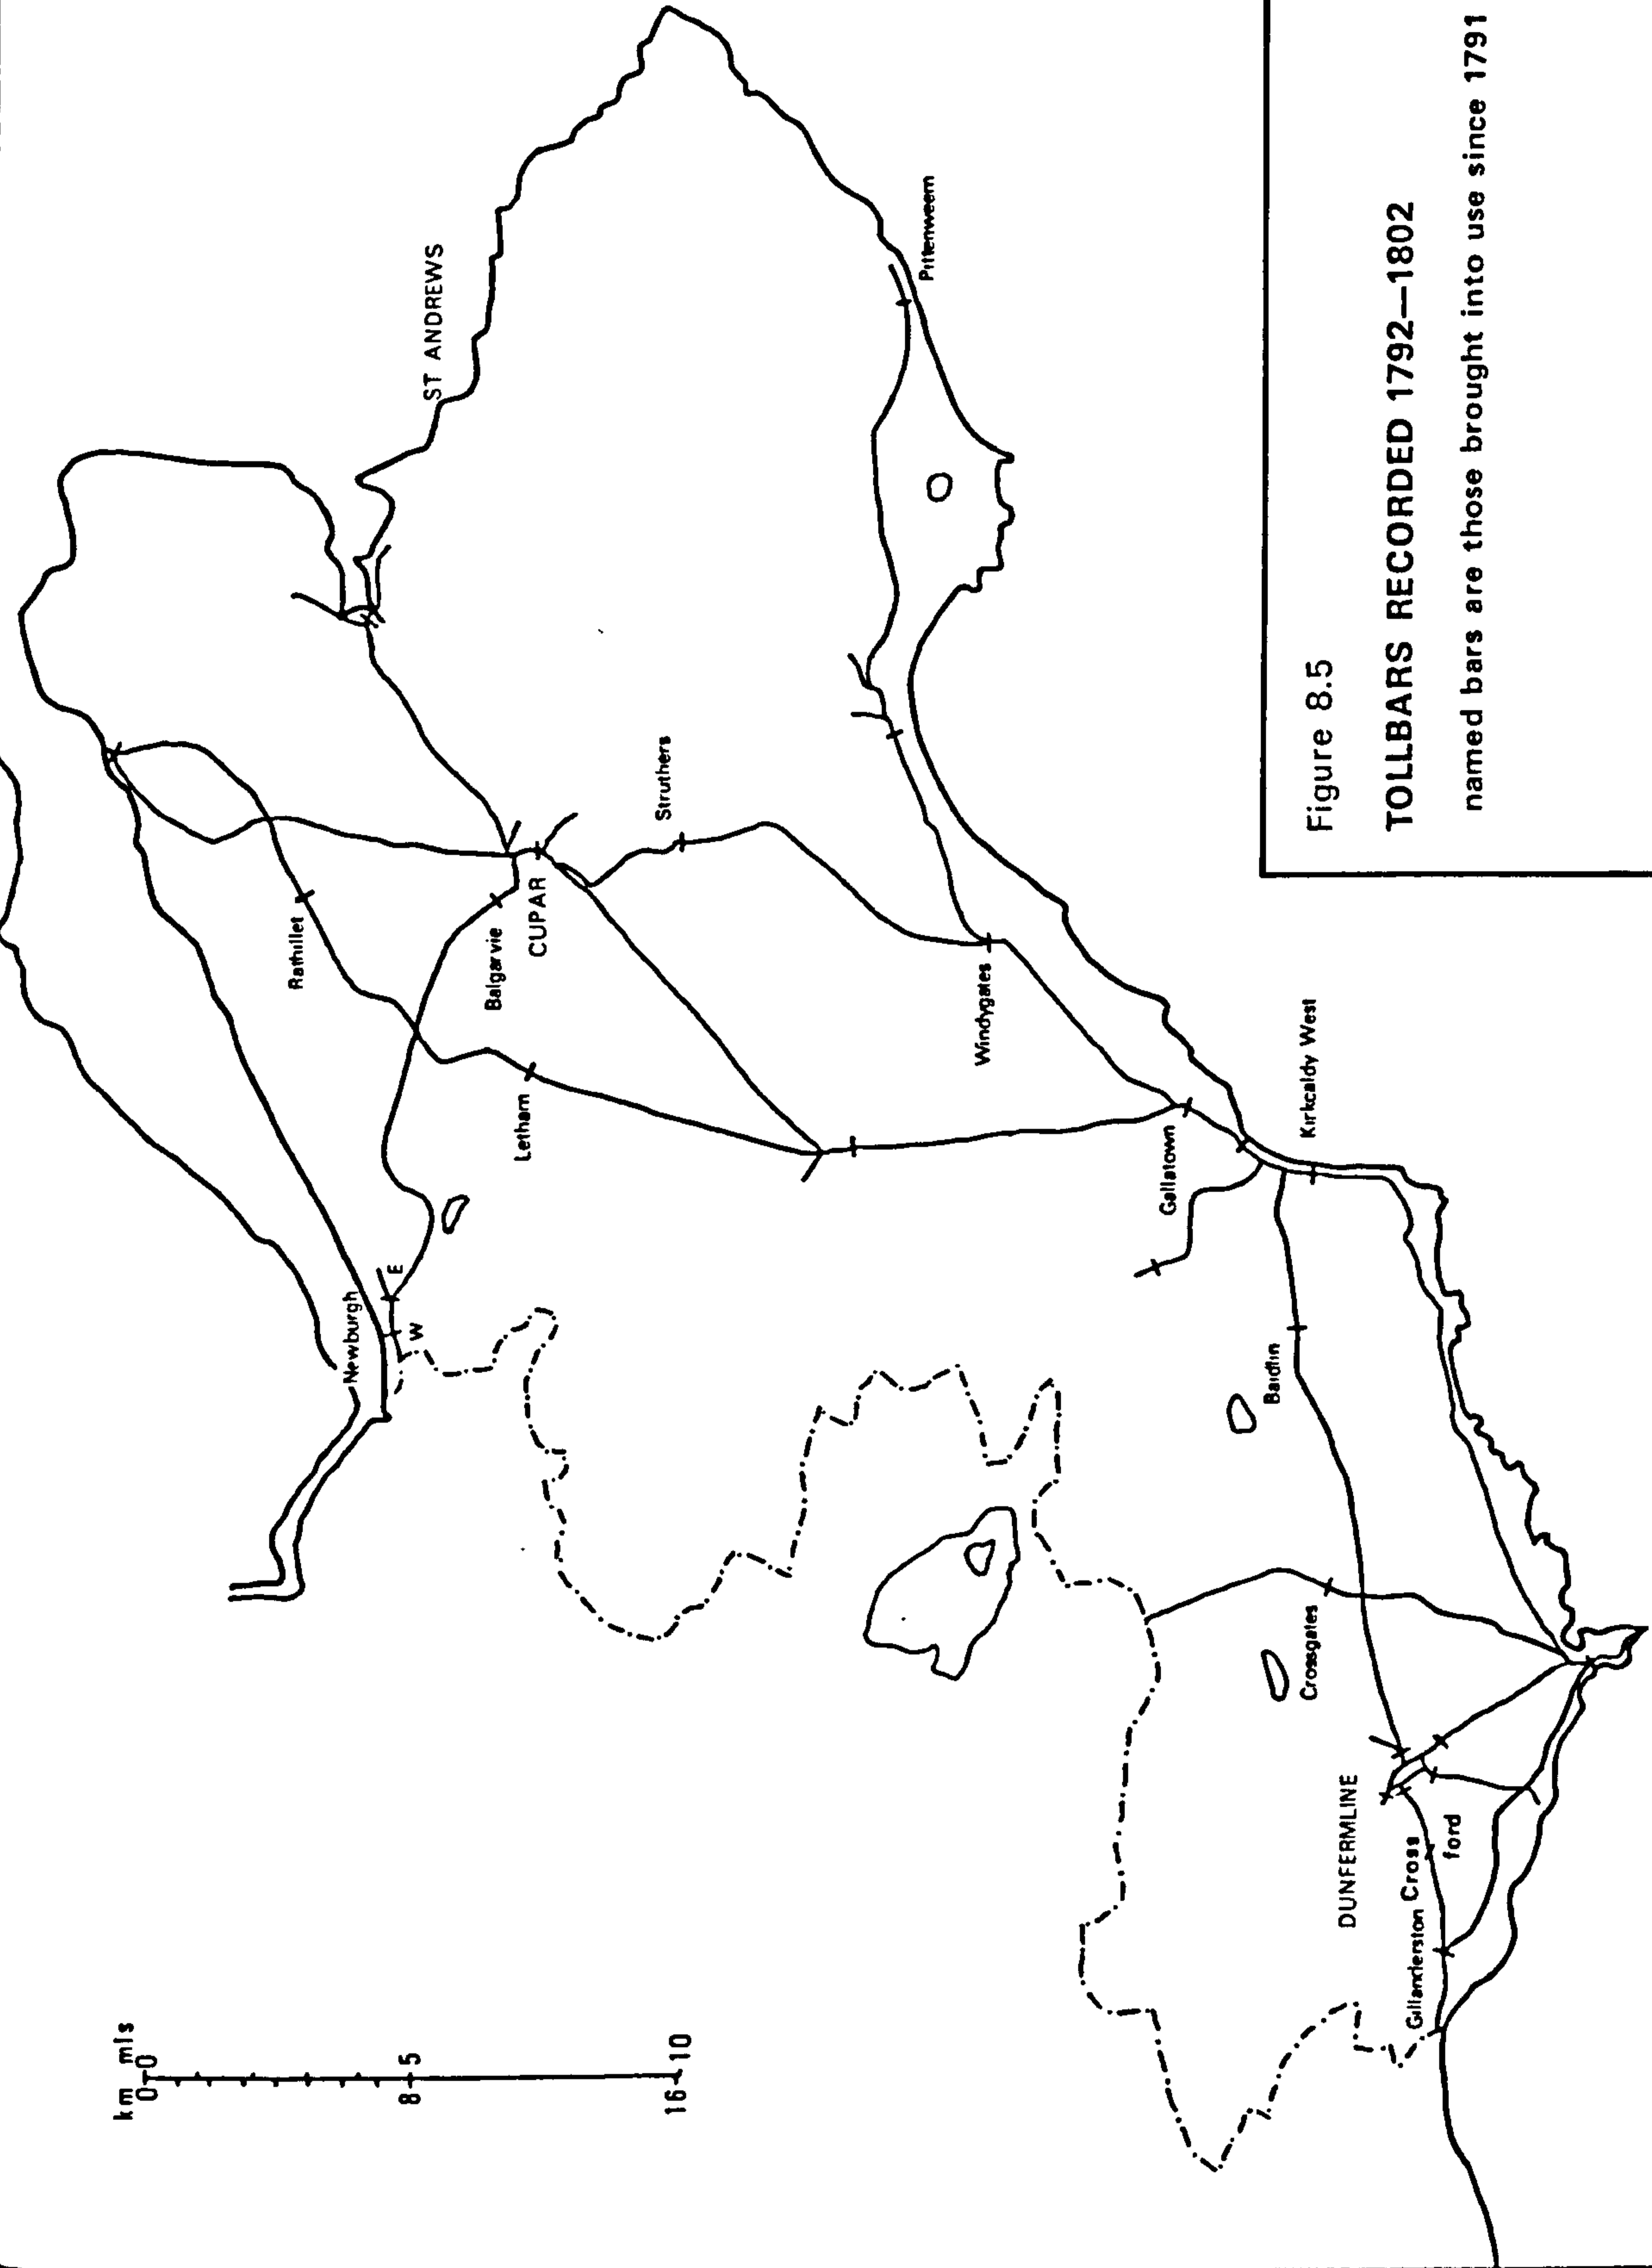 Figure 8.5
TOLLBARS RECORDED 1792—1802
named bars are those brought into use since 1791
km mls
0 0
8 5
16 10
Newburgh
W
E
Rathillet
Letham
Balgarvie
CUPAR
ST ANDREWS
Struthers
Windygates
Pittenweem
Gallatown
Kirkcaldy West
Baidlin
Crossgates
DUNFERMLINE
Gillanderston
Cross
ford